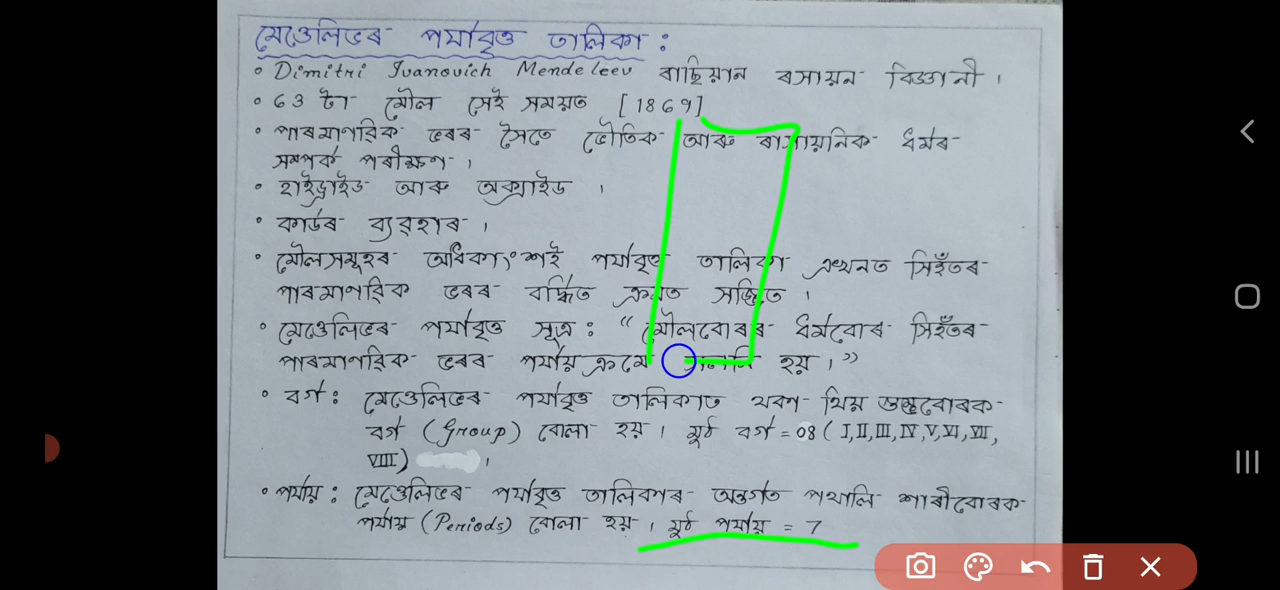 মেণ্ডেলিভৰ পৰ্যাবৃত্ত তালিকা :
• Dimitri Ivanovich Mendeleev ৰাছিয়ান ৰসায়ন বিজ্ঞানী ।
• 63 টা মৌল সেই সময়ত [1869]
• পাৰমাণৱিক ভৰৰ সৈতে ভৌতিক আৰু ৰাসায়নিক ধৰ্মৰ
সম্পৰ্ক পৰীক্ষণ ।
• হাইড্ৰাইড আৰু অক্সাইড ।
• কাৰ্ডৰ ব্যৱহাৰ ।
• মৌলসমূহৰ অধিকাংশই পৰ্যাবৃত্ত তালিকা এখনত সিহঁতৰ
পাৰমাণৱিক ভৰৰ বৰ্দ্ধিত ক্ৰমত সজ্জিত ।
• মেণ্ডেলিভৰ পৰ্যাবৃত্ত সূত্ৰ : “মৌলবোৰৰ ধৰ্মবোৰ সিহঁতৰ
পাৰমাণৱিক ভৰৰ পৰ্যায়ক্ৰমে হয় ।”
• বৰ্গ : মেণ্ডেলিভৰ পৰ্যাবৃত্ত তালিকাত থকা থিয় স্তম্ভবোৰক
বৰ্গ (Group) বোলা হয় । মুঠ বৰ্গ = 08 (I, II, III, IV, V, VI, VII,
VIII) ।
• পৰ্যায় : মেণ্ডেলিভৰ পৰ্যাবৃত্ত তালিকাৰ অন্তৰ্গত পথালি শাৰীবোৰক
পৰ্যায় (Periods) বোলা হয় । মুঠ পৰ্যায় = 7